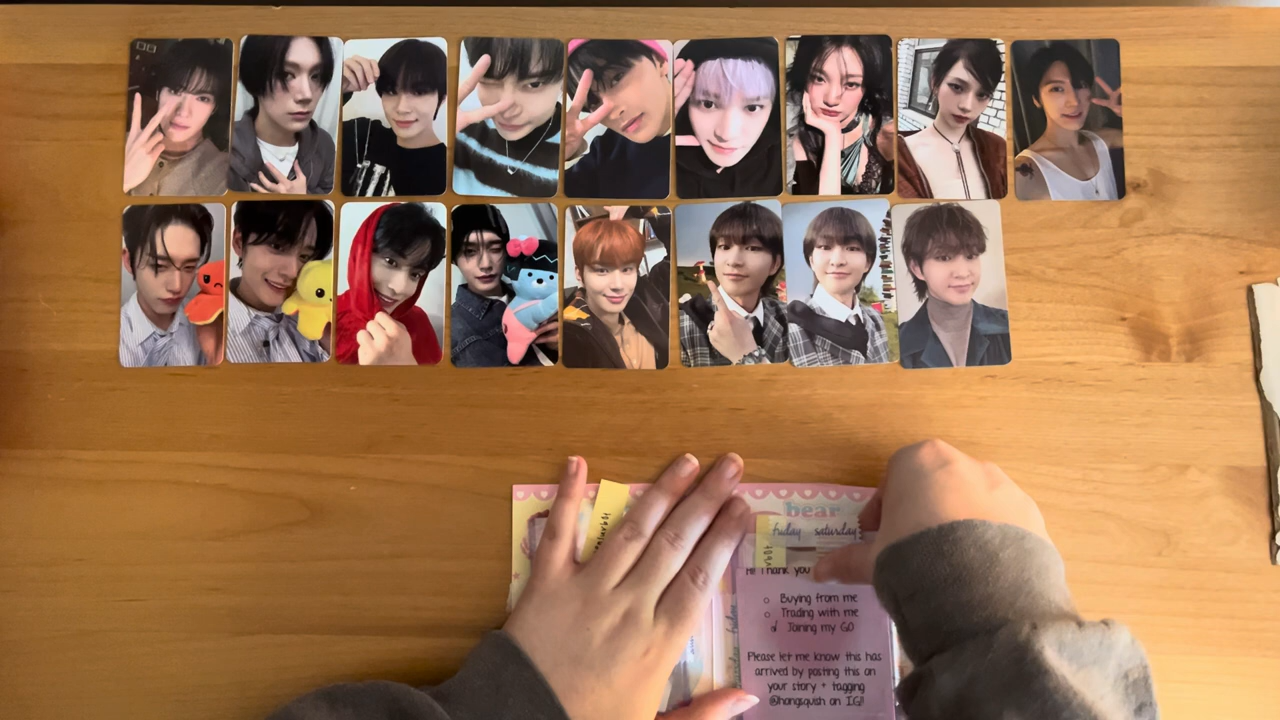 bear
friday saturday
Hi! Thank you
Buying from me
Trading with me
Joining my GO
Please let me know this has
arrived by posting this on
your story + tagging
@hongsquish on IG!!